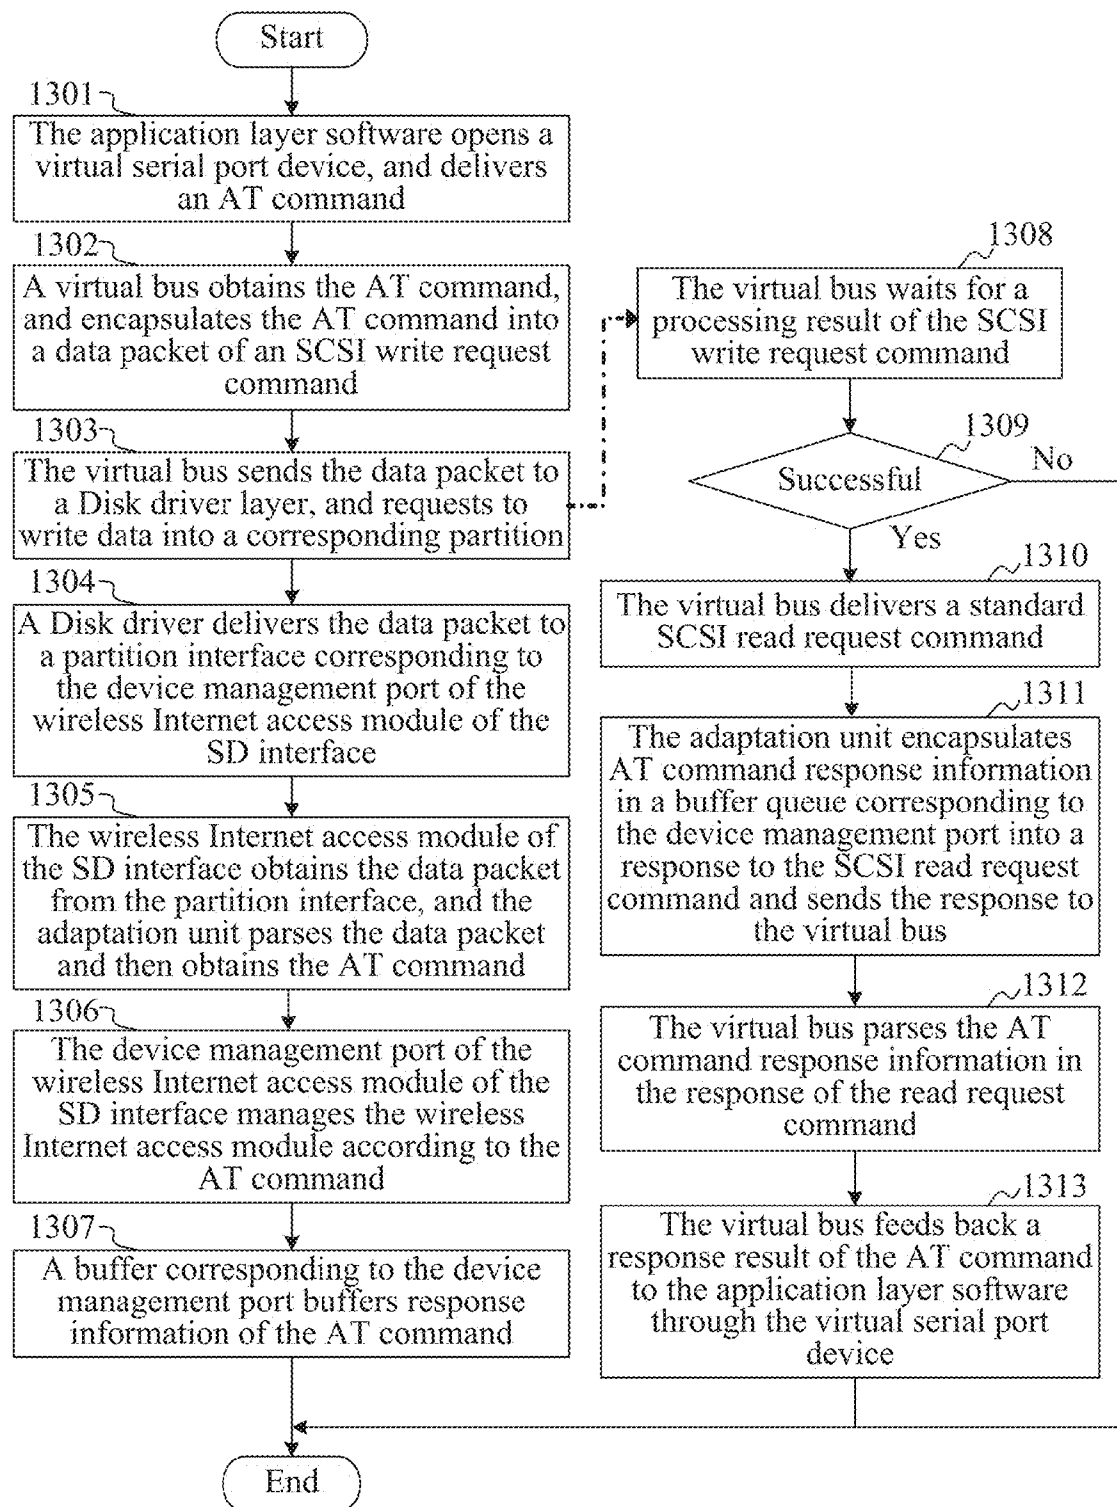 Start
1301
The application layer software opens a
virtual serial port device, and delivers
an AT command
1302
A virtual bus obtains the AT command,
and encapsulates the AT command into
a data packet of an SCSI write request
command
1303
The virtual bus sends the data packet to
a Disk driver layer, and requests to
write data into a corresponding partition
1304
A Disk driver delivers the data packet to
a partition interface corresponding to
the device management port of the
wireless Internet access module of the
SD interface
1305
The wireless Internet access module of
the SD interface obtains the data packet
from the partition interface, and the
adaptation unit parses the data packet
and then obtains the AT command
1306
The device management port of the
wireless Internet access module of the
SD interface manages the wireless
Internet access module according to the
AT command
1307
A buffer corresponding to the device
management port buffers response
information of the AT command
End
1308
The virtual bus waits for a
processing result of the SCSI
write request command
1309
Successful
No
Yes
1310
The virtual bus delivers a standard
SCSI read request command
1311
The adaptation unit encapsulates
AT command response information
in a buffer queue corresponding to
the device management port into a
response to the SCSI read request
command and sends the response to
the virtual bus
1312
The virtual bus parses the AT
command response information in
the response of the read request
command
1313
The virtual bus feeds back a
response result of the AT command
to the application layer software
through the virtual serial port
device